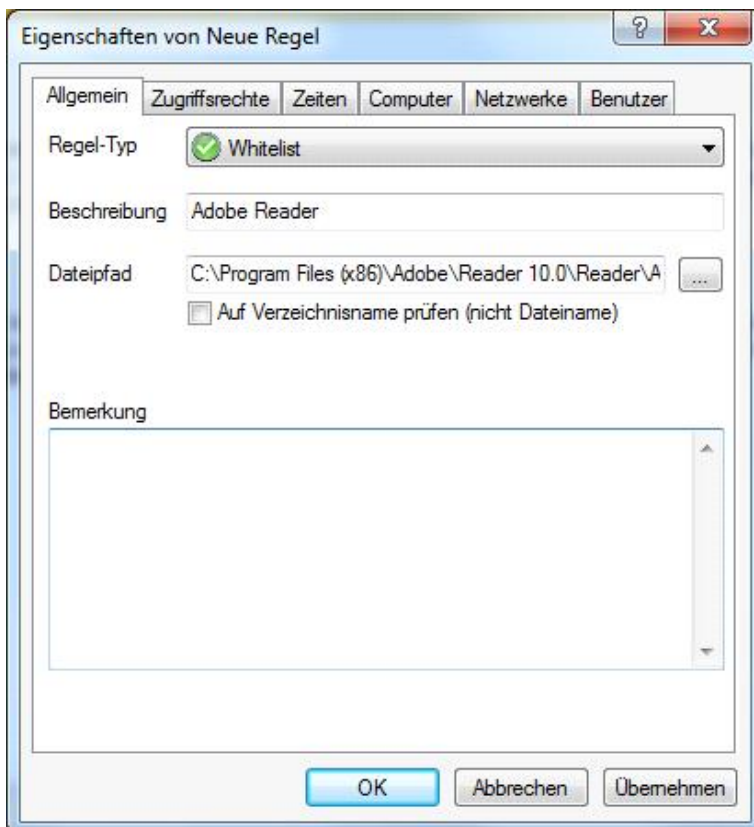 Eigenschaften von Neue Regel
Allgemein Zugriffsrechte Zeiten Computer Netzwerke Benutzer
Regel-Typ Whitelist
Beschreibung Adobe Reader
Dateipfad C:\Program Files (x86)\Adobe\Reader 10.0\Reader\A ...
Auf Verzeichnisname prüfen (nicht Dateiname)
Bemerkung
OK Abbrechen Übernehmen